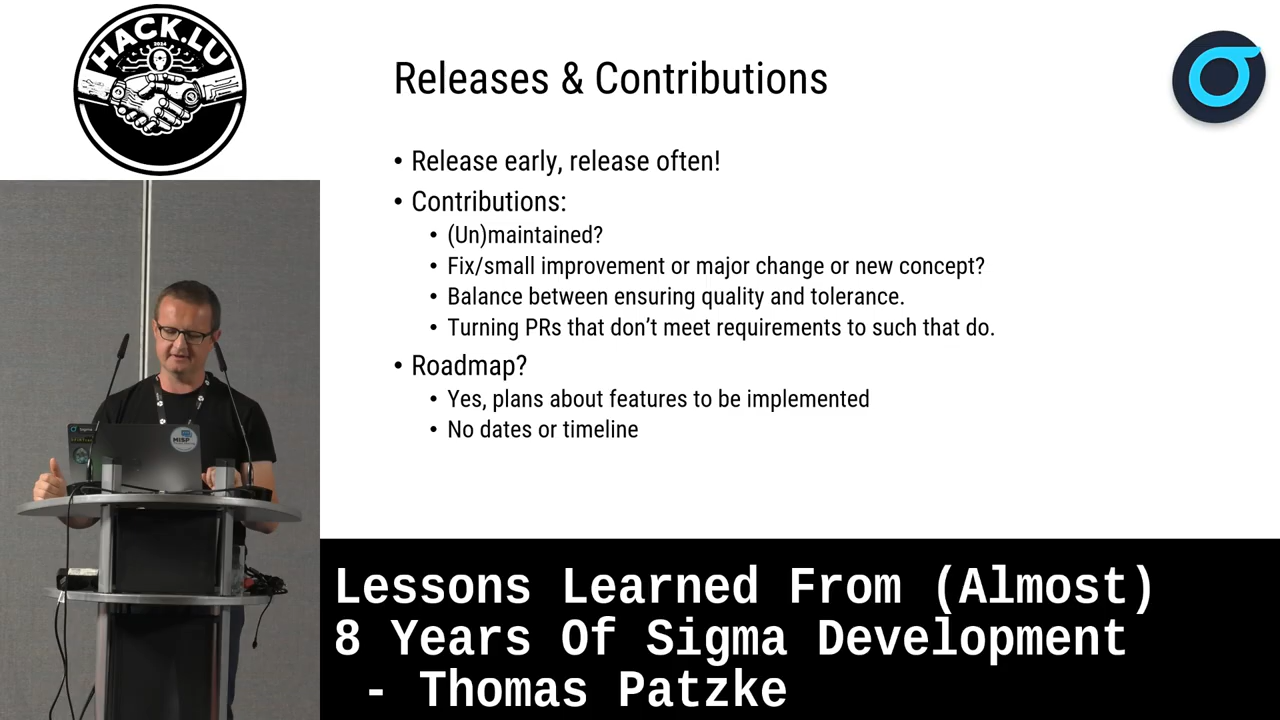 HACK.LU
2024
Releases & Contributions
• Release early, release often!
• Contributions:
• (Un)maintained?
• Fix/small improvement or major change or new concept?
• Balance between ensuring quality and tolerance.
• Turning PRs that don’t meet requirements to such that do.
• Roadmap?
• Yes, plans about features to be implemented
• No dates or timeline
Sigma
MISP
Lessons Learned From (Almost)
8 Years Of Sigma Development
- Thomas Patzke